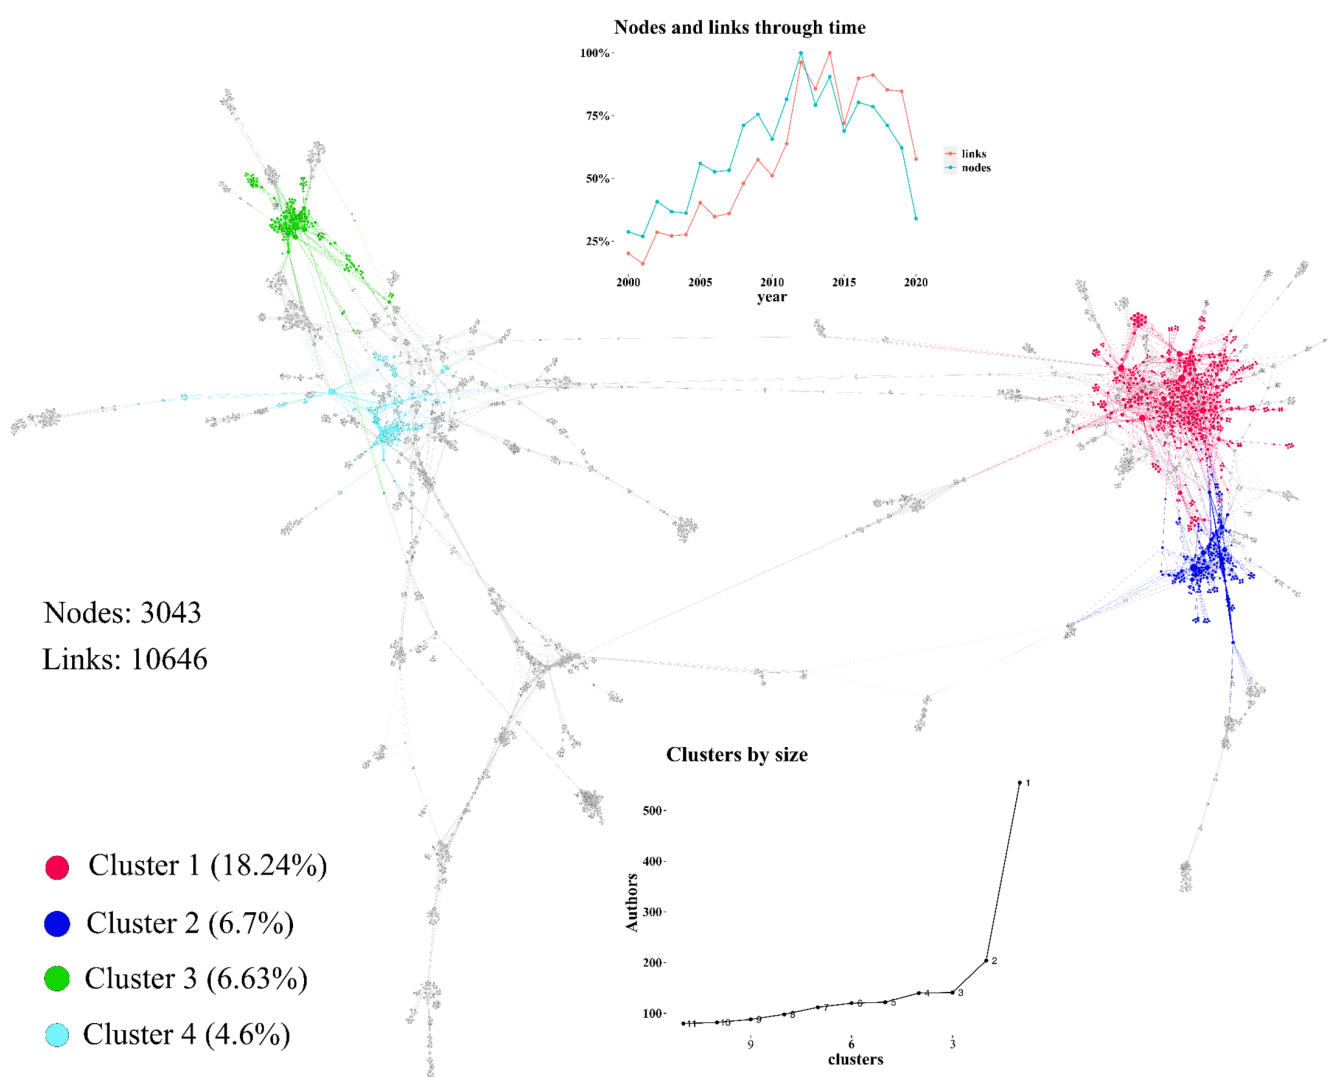 Nodes and links through time
100%
75%
50%
25%
2000 2005 2010 2015 2020
year
links
nodes
Nodes: 3043
Links: 10646
Clusters by size
500
400
300
200
100
Authors
11 10 9 8 7 6 5 4 3 2 1
9 6 3
clusters
Cluster 1 (18.24%)
Cluster 2 (6.7%)
Cluster 3 (6.63%)
Cluster 4 (4.6%)